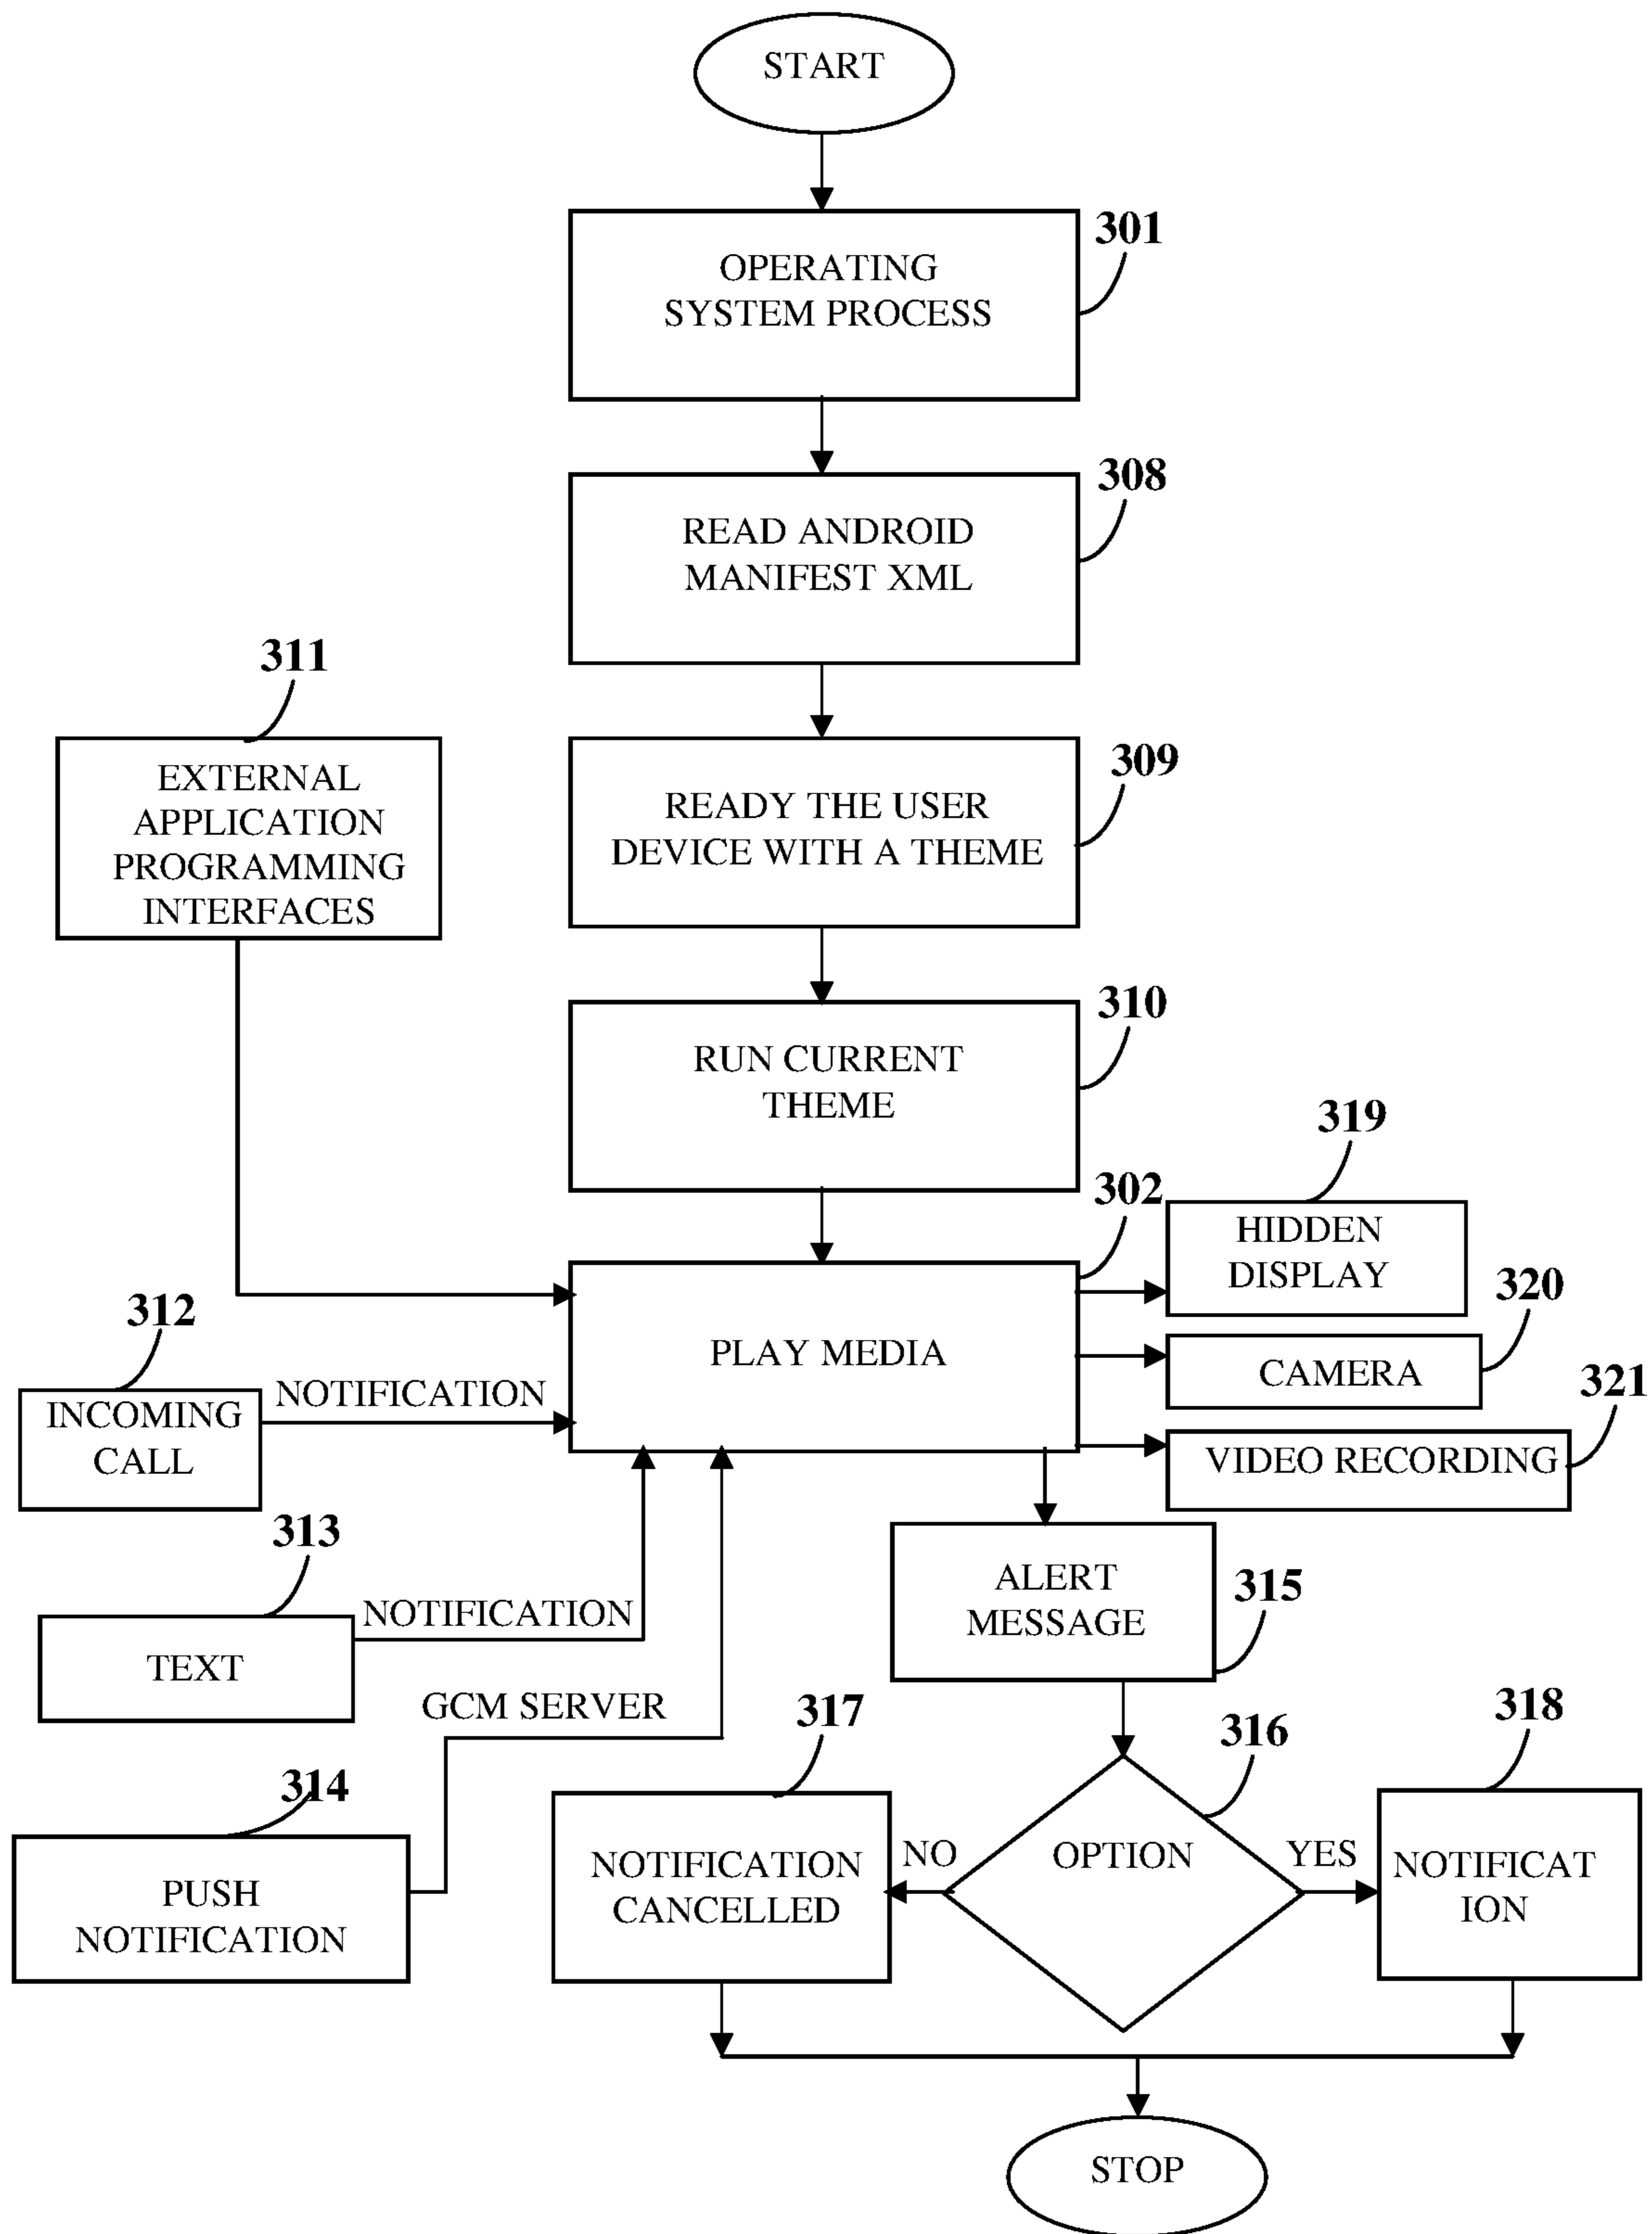 START
301
OPERATING
SYSTEM PROCESS
308
READ ANDROID
MANIFEST XML
311
EXTERNAL
APPLICATION
PROGRAMMING
INTERFACES
309
READY THE USER
DEVICE WITH A THEME
310
RUN CURRENT
THEME
302
PLAY MEDIA
319
HIDDEN
DISPLAY
320
CAMERA
321
VIDEO RECORDING
312
INCOMING
CALL
NOTIFICATION
313
TEXT
NOTIFICATION
314
PUSH
NOTIFICATION
GCM SERVER
ALERT
MESSAGE
315
316
OPTION
NO
317
NOTIFICATION
CANCELLED
YES
318
NOTIFICAT
ION
STOP